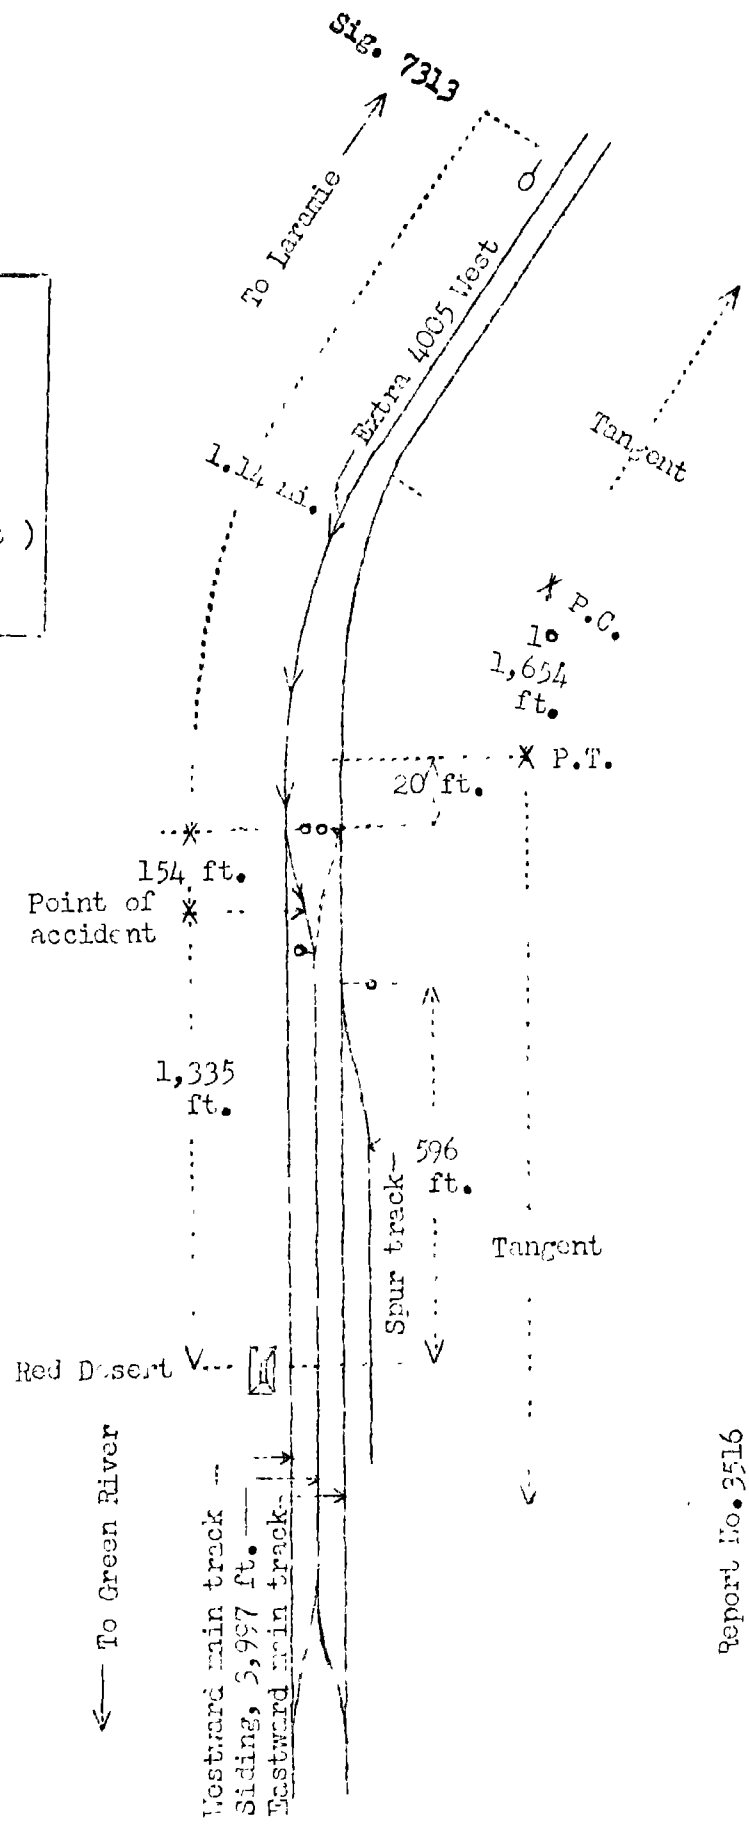 Sig. 7313
To Laramie
Extra 4005 West
Tangent
1.14 mi.
)
P.C.
1°
1,654
ft.
P.T.
20 ft.
154 ft.
Point of
accident
1,335
ft.
596
ft.
Spur track
Tangent
Red Desert
To Green River
Westward main track
Siding, 3,997 ft.
Eastward main track
Report No. 3516